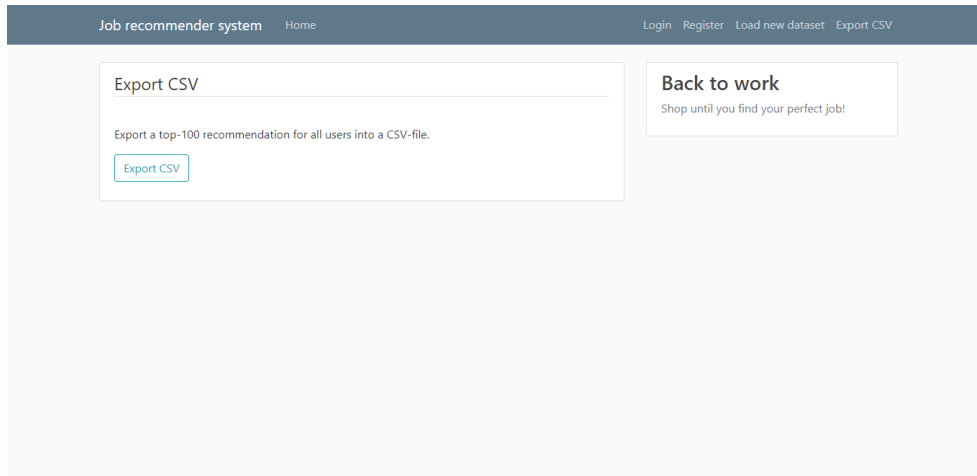 Job recommender system Home Login Register Load new dataset Export CSV
Export CSV
Export a top-100 recommendation for all users into a CSV-file.
Export CSV
Back to work
Shop until you find your perfect job!